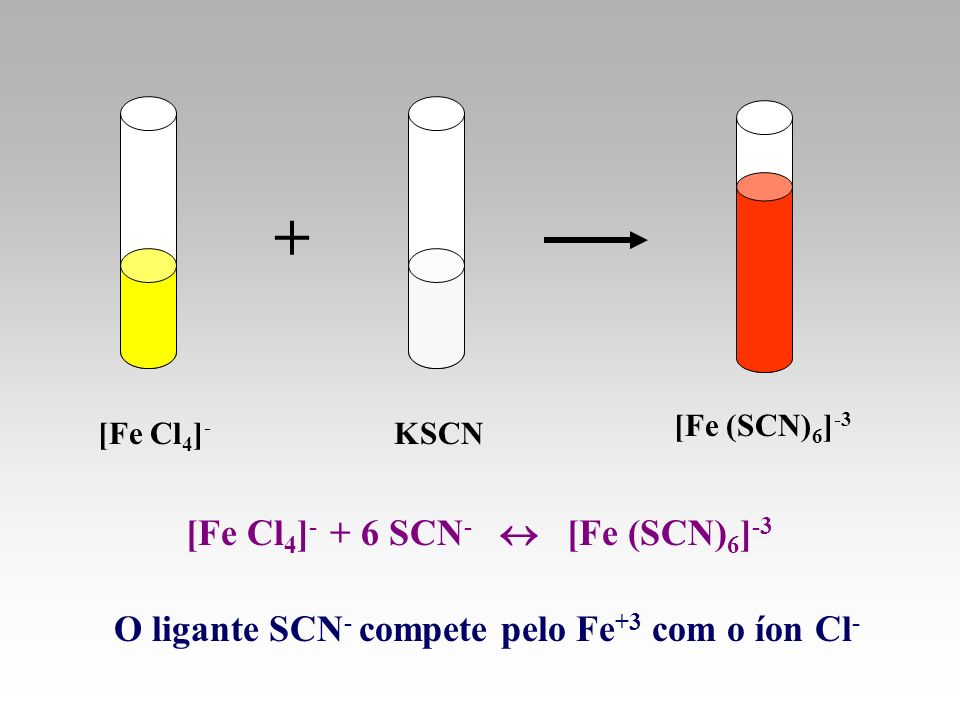 +
[Fe Cl₄]⁻ KSCN [Fe (SCN)₆]⁻³
[Fe Cl₄]⁻ + 6 SCN⁻ ↔ [Fe (SCN)₆]⁻³
O ligante SCN⁻ compete pelo Fe⁺³ com o íon Cl⁻